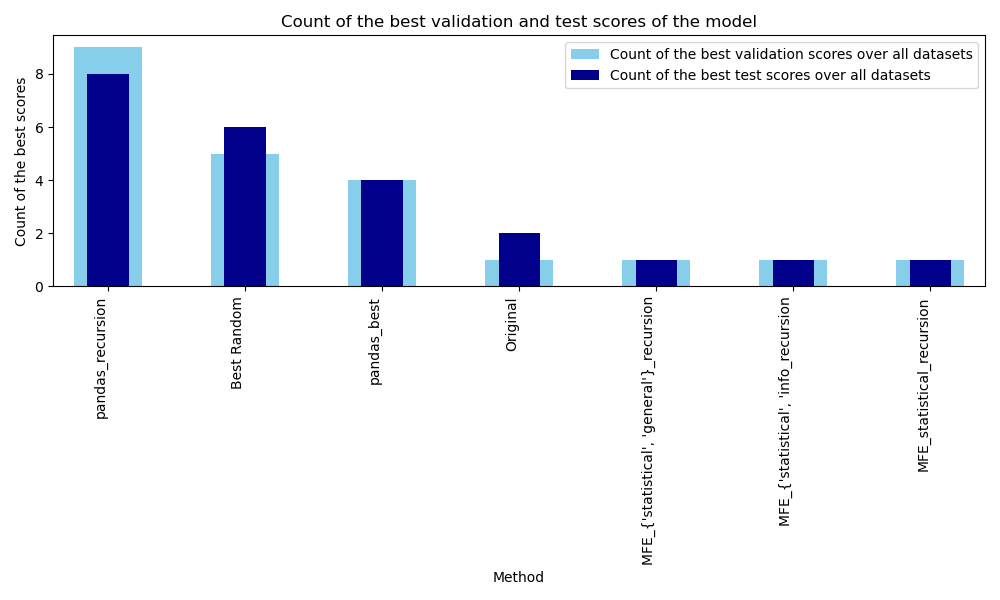 Count of the best validation and test scores of the model
Count of the best validation scores over all datasets
Count of the best test scores over all datasets
Count of the best scores
8
6
4
2
0
pandas_recursion
Best Random
pandas_best
Original
MFE_{'statistical', 'general'}_recursion
MFE_{'statistical', 'info_recursion
MFE_statistical_recursion
Method